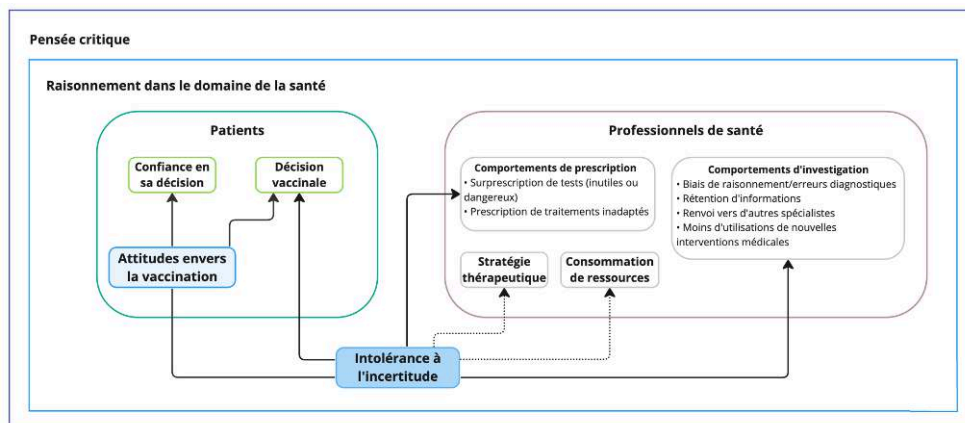 Pensée critique
Raisonnement dans le domaine de la santé
Patients
Confiance en
sa décision
Décision
vaccinale
Attitudes envers
la vaccination
Professionnels de santé
Comportements de prescription
• Surprescription de tests (inutiles ou
dangereux)
• Prescription de traitements inadaptés
Comportements d'investigation
• Biais de raisonnement/erreurs diagnostiques
• Rétention d'informations
• Renvoi vers d'autres spécialistes
• Moins d'utilisations de nouvelles
interventions médicales
Stratégie
thérapeutique
Consommation
de ressources
Intolérance à
l'incertitude